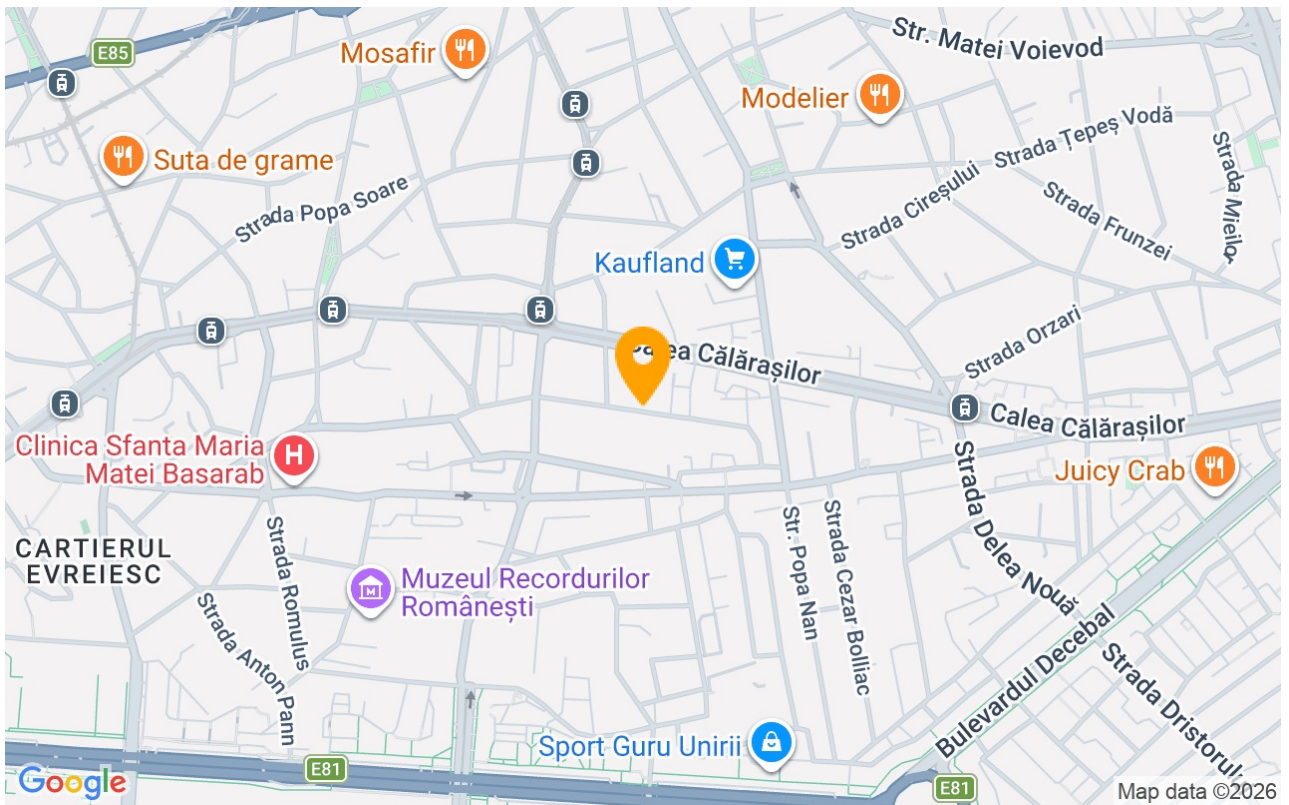 Str. Matei Voievod
E85
Mosafir
Modelier
Strada Țepeș Vodă
Suta de grame
Strada Mieilor
Strada Popa Soare
Strada Cireșului
Strada Frunzei
Kaufland
Strada Orzari
Calea Călărașilor
Calea Călărașilor
Clinica Sfanta Maria
Matei Basarab
H
Juicy Crab
Strada Delea Nouă
CARTIERUL
EVREIESC
Strada Romulus
Str. Popa Nan
Strada Cezar Bolliac
M
Muzeul Recordurilor
Românești
Strada Anton Pann
Bulevardul Decebal
Strada Dristorulu
Sport Guru Unirii
E81
E81
Google
Map data ©2026